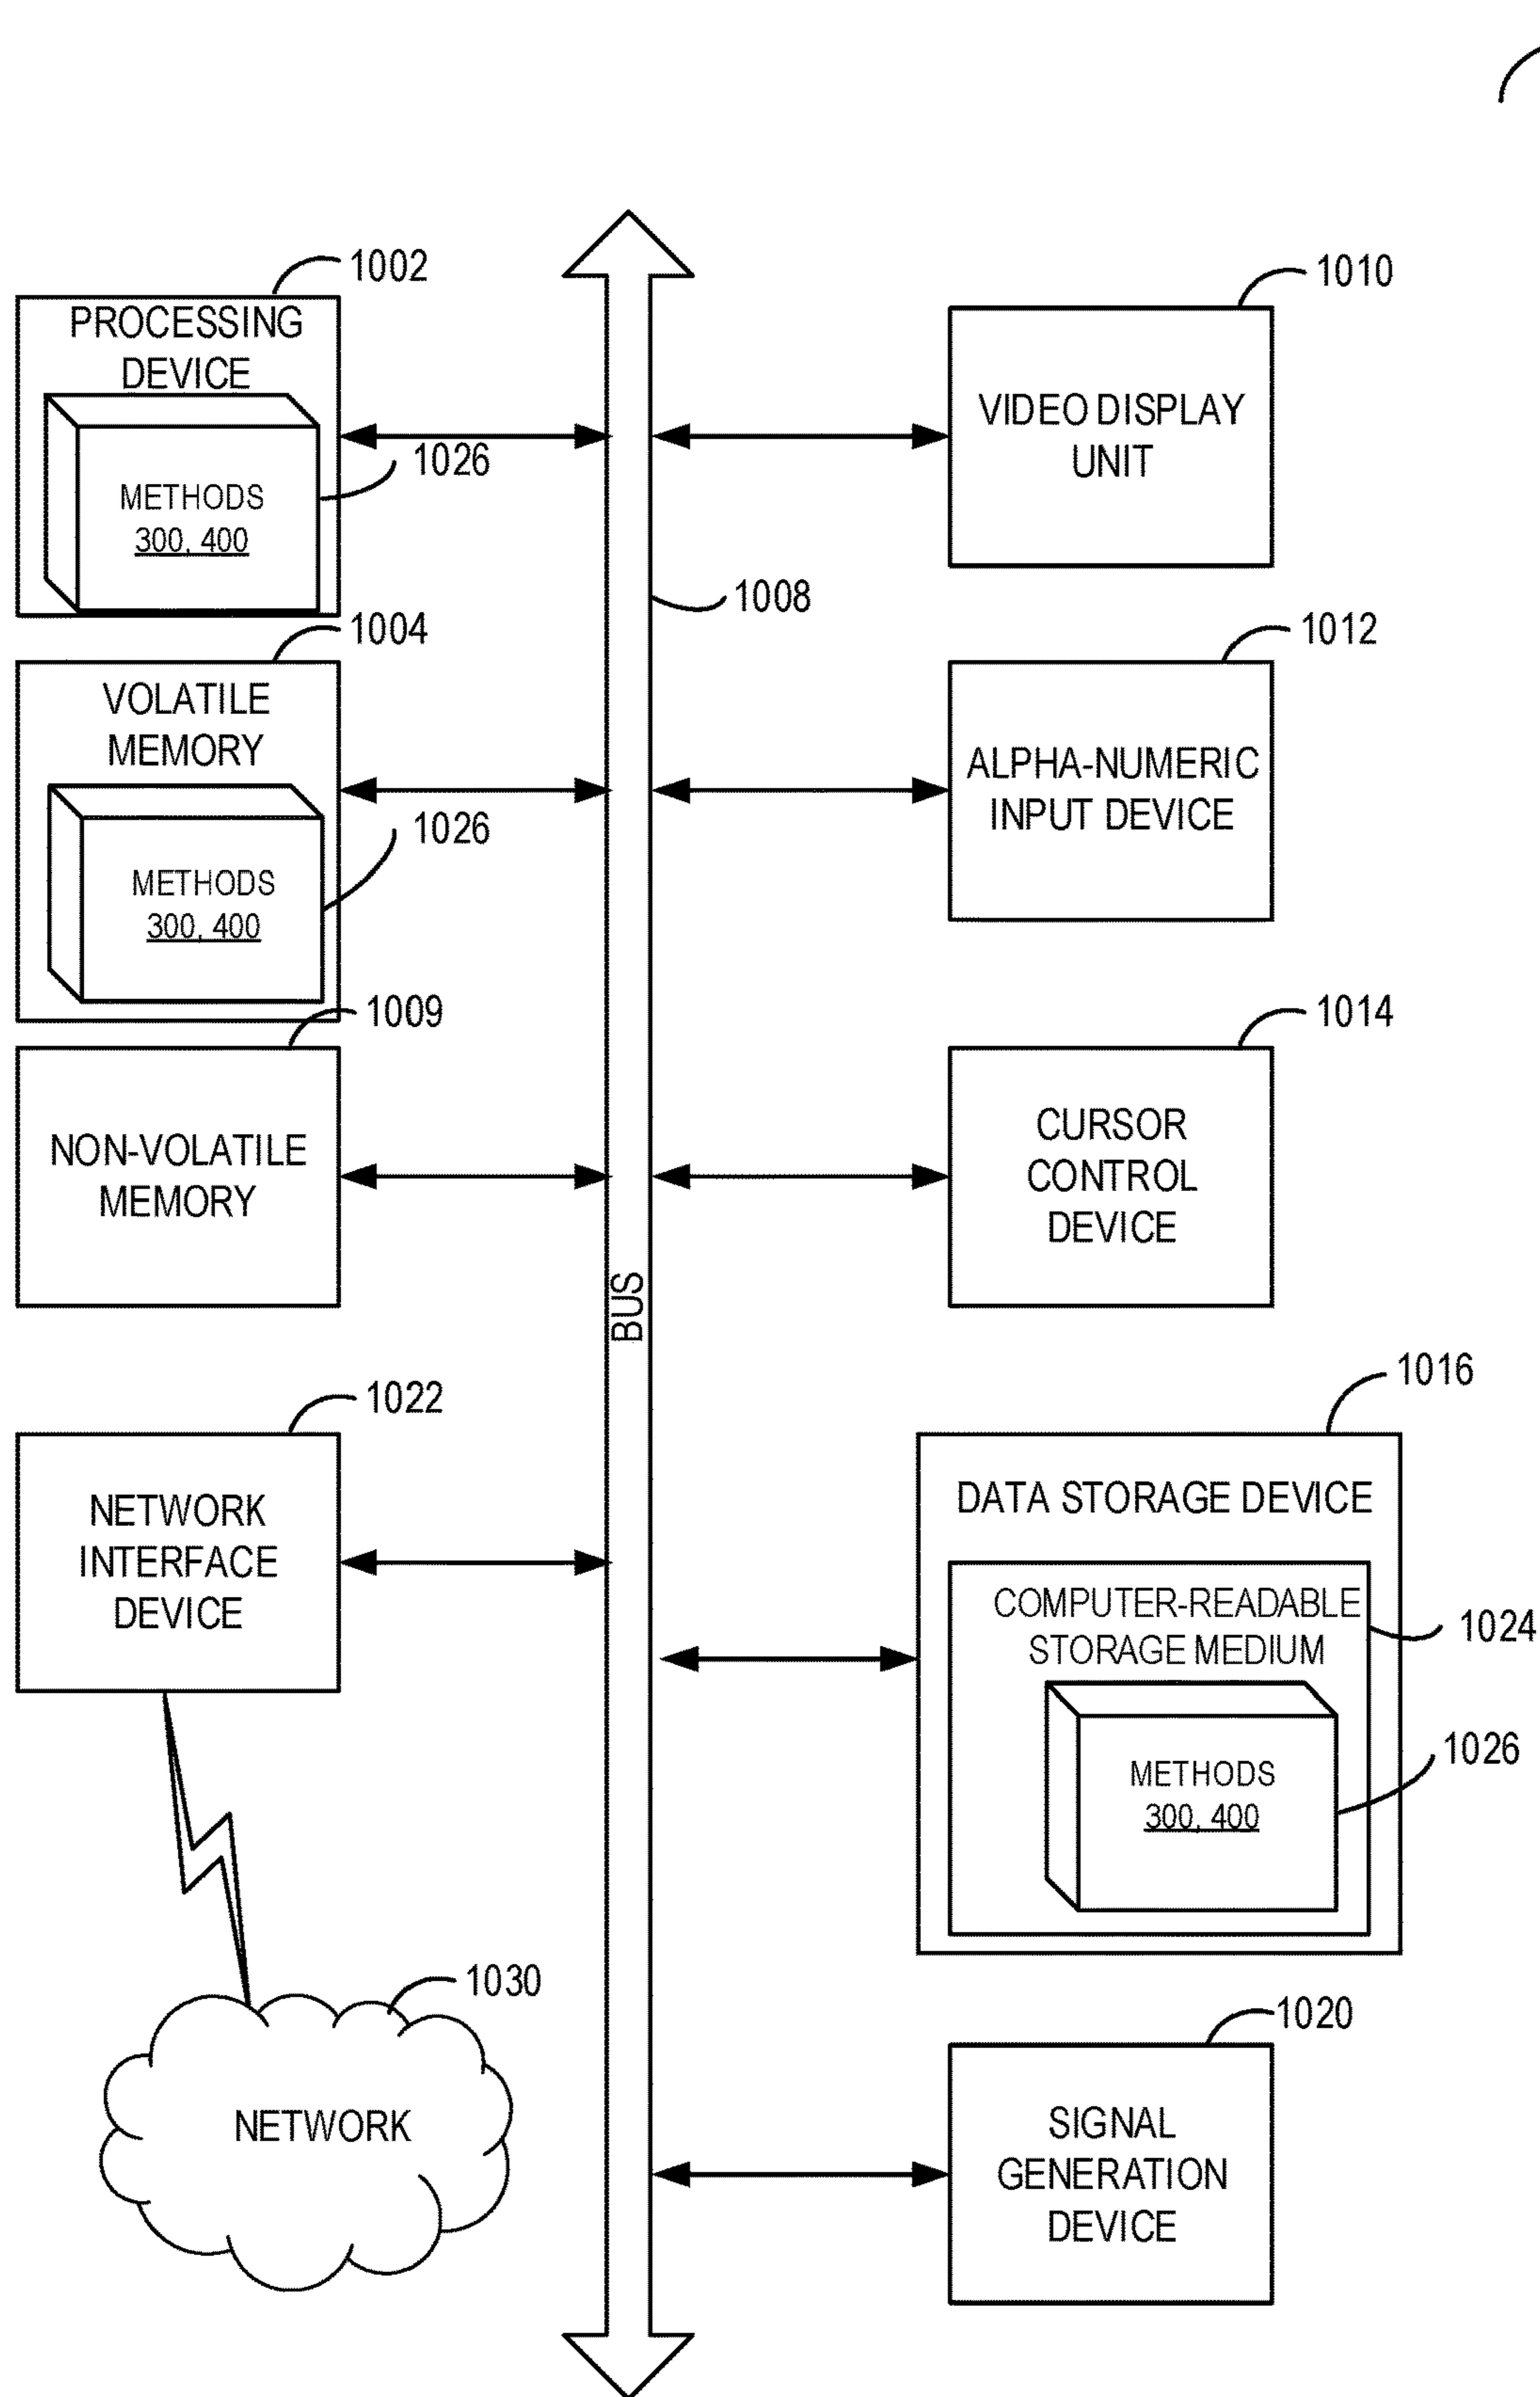 1002
PROCESSING
DEVICE
METHODS
300, 400
1026
1004
VOLATILE
MEMORY
METHODS
300, 400
1026
1009
NON-VOLATILE
MEMORY
1022
NETWORK
INTERFACE
DEVICE
1030
NETWORK
BUS
1008
1010
VIDEO DISPLAY
UNIT
1012
ALPHA-NUMERIC
INPUT DEVICE
1014
CURSOR
CONTROL
DEVICE
1016
DATA STORAGE DEVICE
COMPUTER-READABLE
STORAGE MEDIUM
1024
METHODS
300, 400
1026
1020
SIGNAL
GENERATION
DEVICE